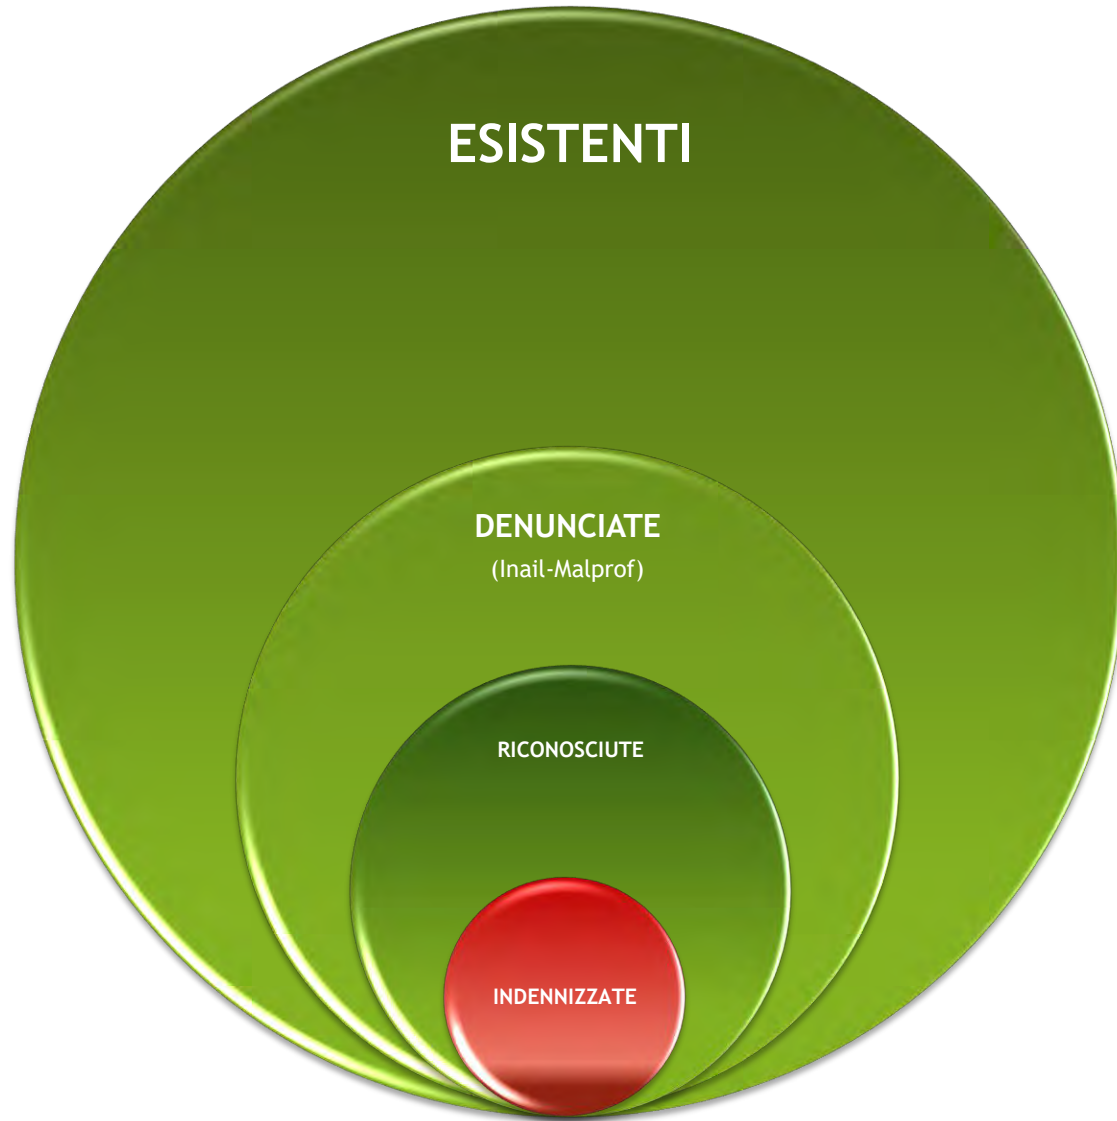 ESISTENTI
DENUNCIATE
(Inail-Malprof)
RICONOSCIUTE
INDENNIZZATE